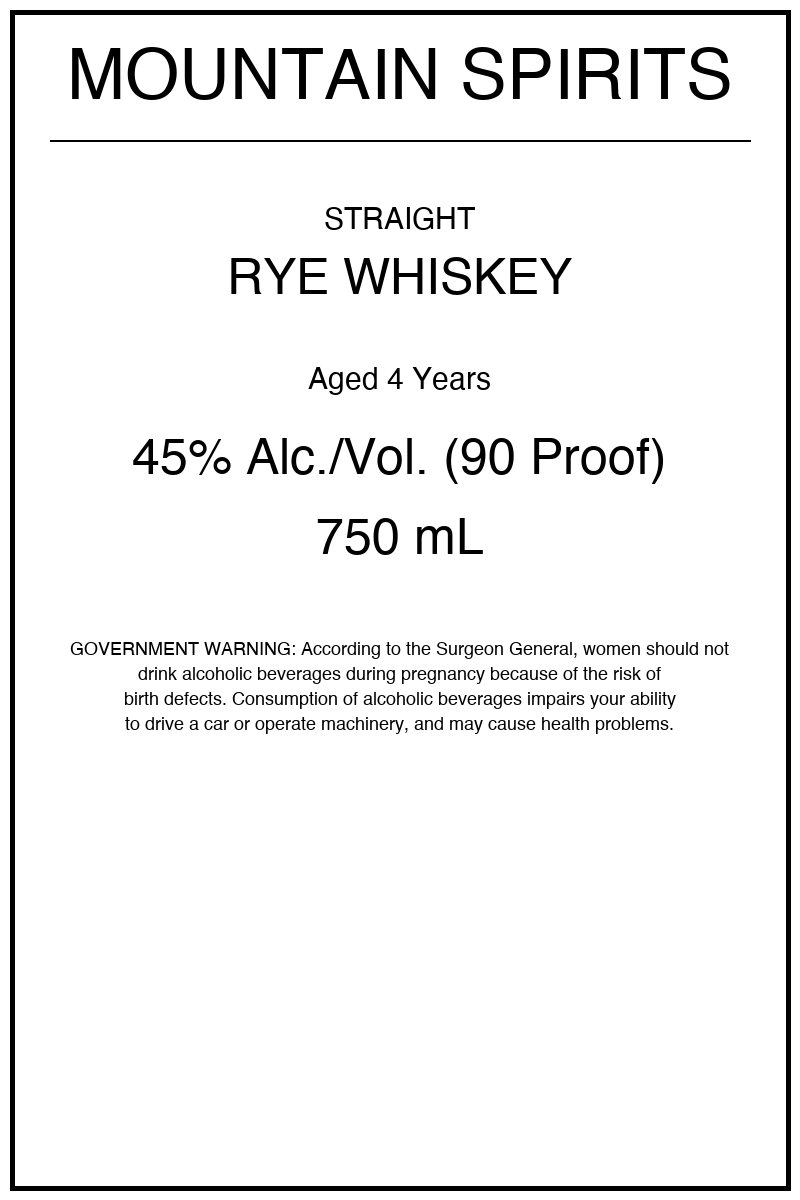 MOUNTAIN SPIRITS
STRAIGHT
RYE WHISKEY
Aged 4 Years
45% Alc./Vol. (90 Proof)
750 mL
GOVERNMENT WARNING: According to the Surgeon General, women should not
drink alcoholic beverages during pregnancy because of the risk of
birth defects. Consumption of alcoholic beverages impairs your ability
to drive a car or operate machinery, and may cause health problems.